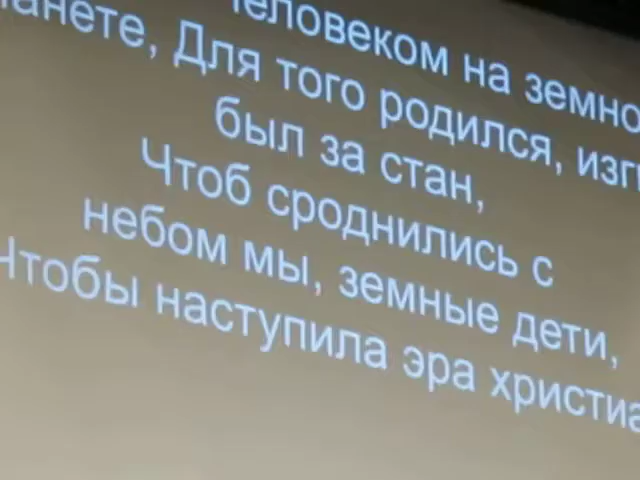 человеком на земно
ланете, Для того родился, изг
был за стан,
Чтоб сроднились с
небом мы, земные дети,
Чтобы наступила эра христиа